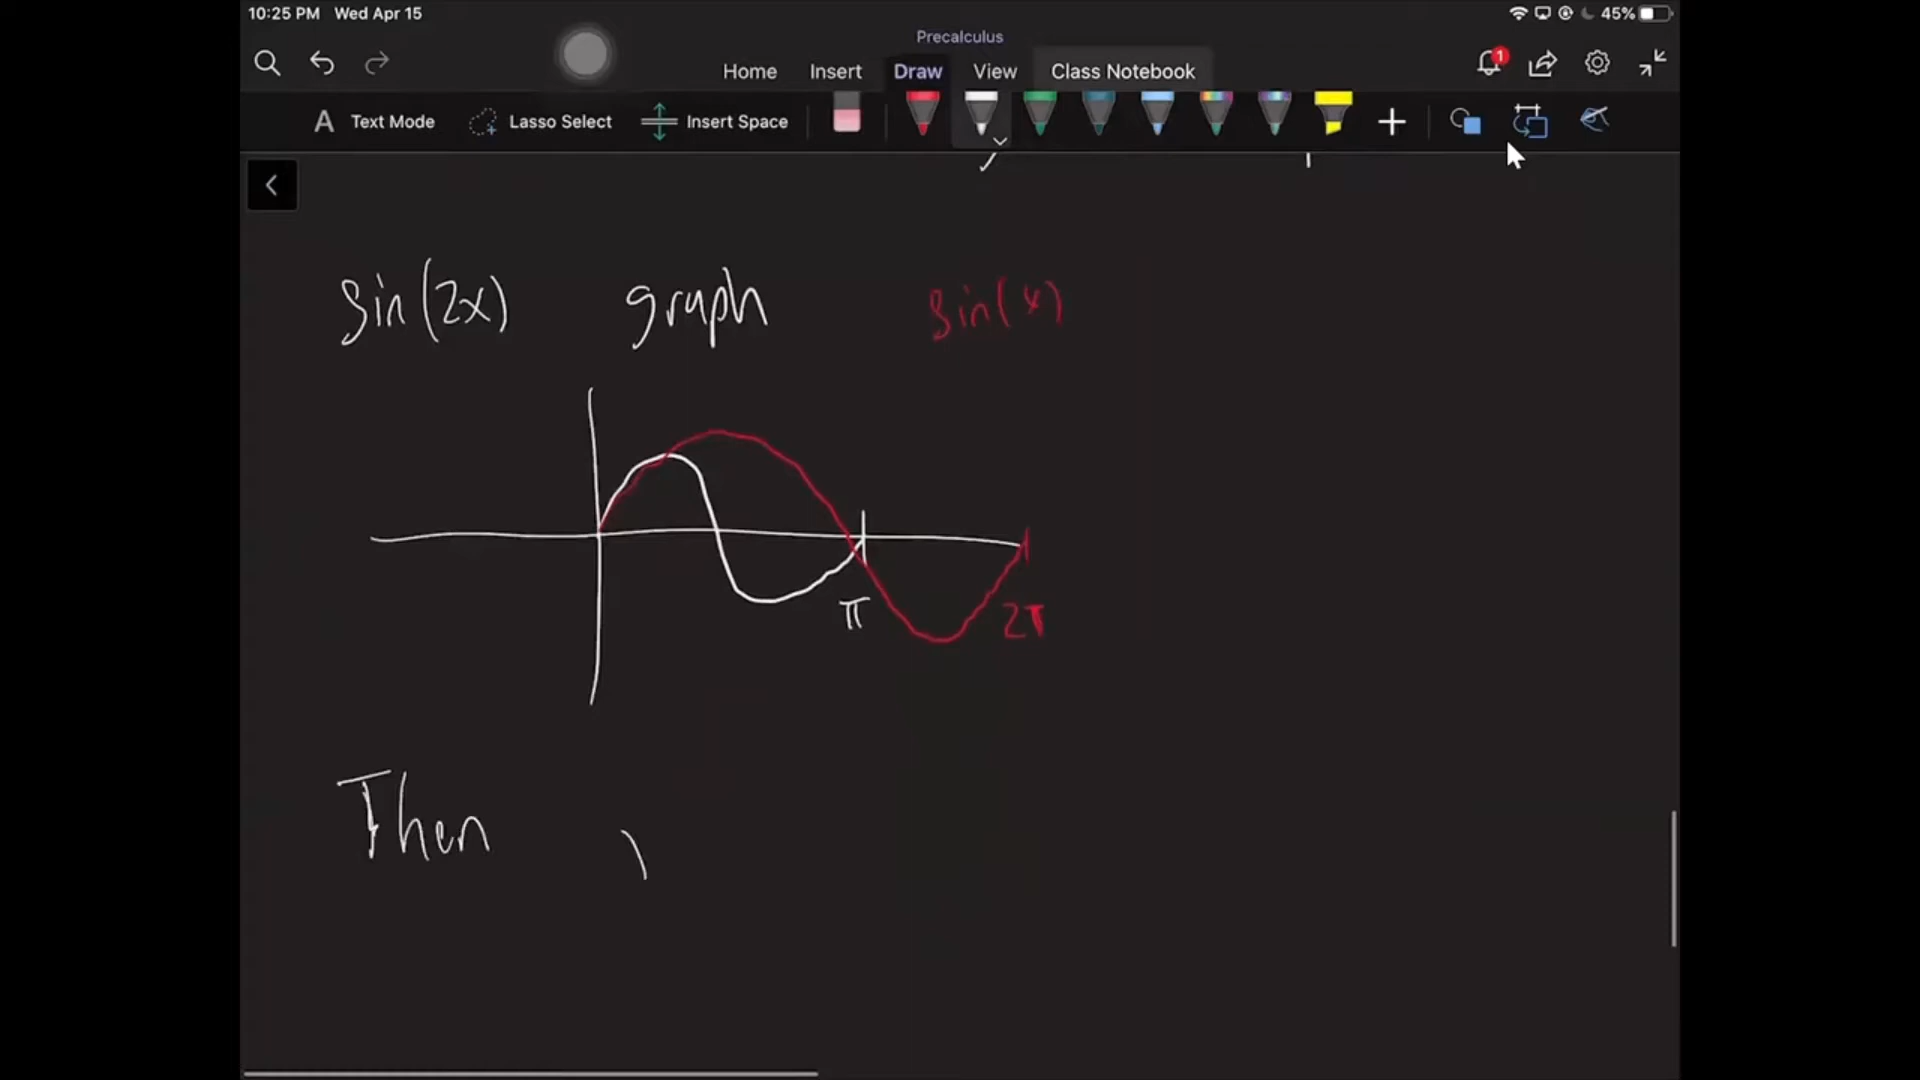 10:25 PM Wed Apr 15
45%
Precalculus
1
Home Insert Draw View Class Notebook
A Text Mode Lasso Select Insert Space
sin(2x) graph sin(x)
π
2π
Then